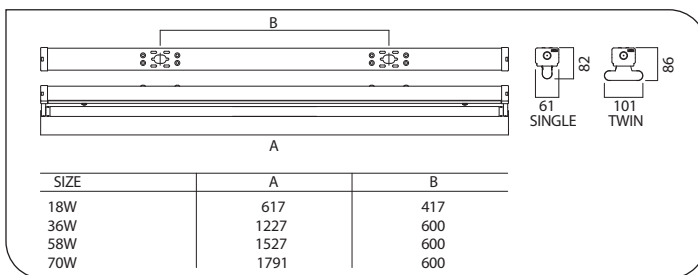 B
82
86
61
SINGLE
101
TWIN
A
SIZE A B
18W 617 417
36W 1227 600
58W 1527 600
70W 1791 600